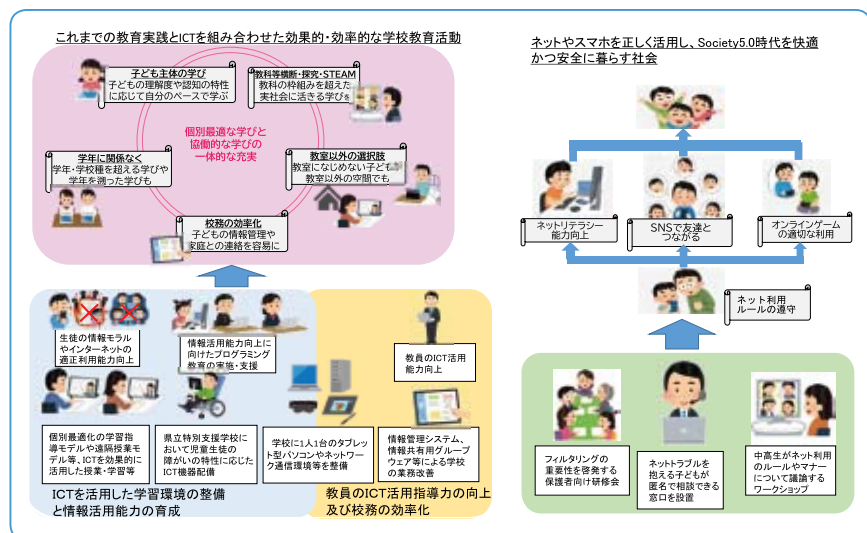 これまでの教育実践とICTを組み合わせた効果的・効率的な学校教育活動
子ども主体の学び
子どもの理解度や認知の特性
に応じて自分のペースで学ぶ
教科等横断・探究・STEAM
教科の枠組みを超えた
実社会に活きる学びを
個別最適な学びと
協働的な学びの
一体的な充実
学年に関係なく
学年・学校種を超える学びや
学年を遡った学びも
教室以外の選択肢
教室になじめない子どもが
教室以外の空間でも
校務の効率化
子どもの情報管理や
家庭との連絡を容易に
生徒の情報モラル
やインターネットの
適正利用能力向上
情報活用能力向上に
向けたプログラミング
教育の実施・支援
教員のICT活用
能力向上
個別最適化の学習指
導モデルや遠隔授業モ
デル等、ICTを効果的に
活用した授業・学習等
県立特別支援学校に
おいて児童生徒の
障がいの特性に応じた
ICT機器配備
学校に1人1台のタブレッ
ト型パソコンやネットワー
ク通信環境等を整備
情報管理システム、
情報共有用グループ
ウェア等による学校
の業務改善
ICTを活用した学習環境の整備
と情報活用能力の育成
教員のICT活用指導力の向上
及び校務の効率化
ネットやスマホを正しく活用し、Society5.0時代を快適
かつ安全に暮らす社会
ネットリテラシー
能力向上
SNSで友達と
つながる
オンラインゲーム
の適切な利用
ネット利用
ルールの遵守
フィルタリングの
重要性を啓発する
保護者向け研修会
ネットトラブルを
抱える子どもが
匿名で相談できる
窓口を設置
中高生がネット利用
のルールやマナー
について議論する
ワークショップ